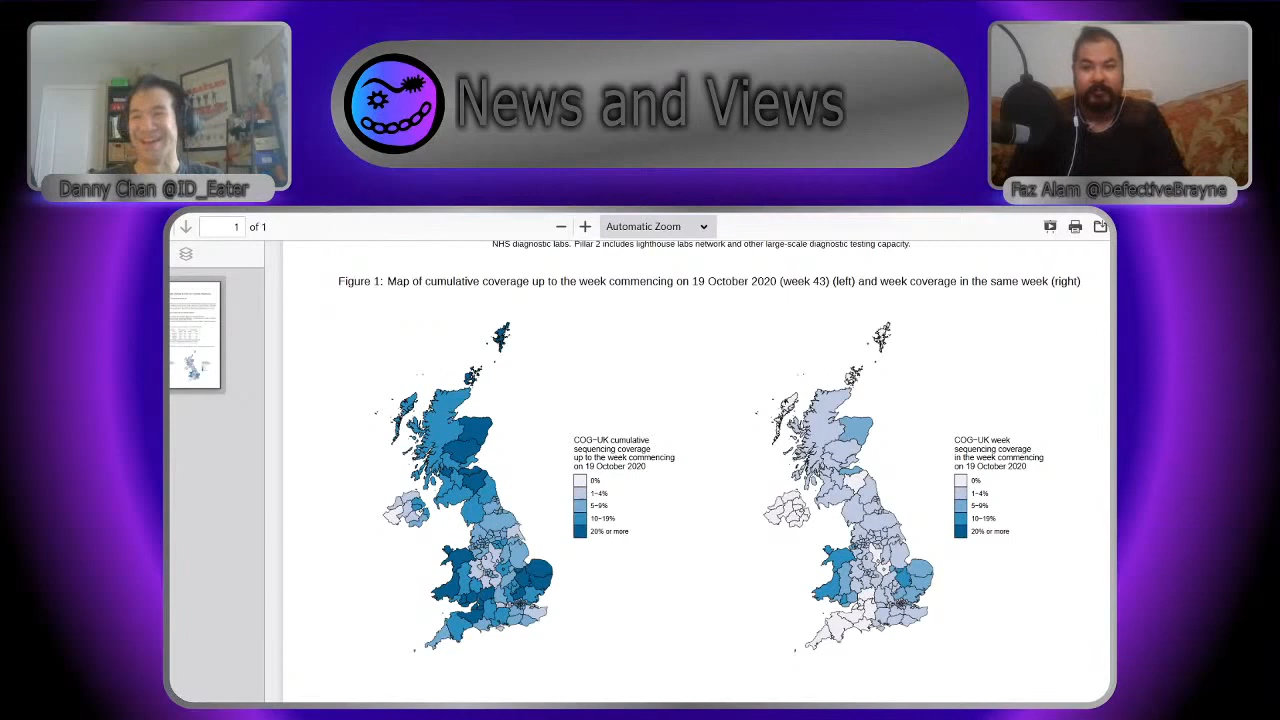 News and Views
Danny Chan @ID_Eater
Faz Alam @DefectiveBrayne
1 of 1
Automatic Zoom
NHS diagnostic labs. Pillar 2 includes lighthouse labs network and other large-scale diagnostic testing capacity.
Figure 1: Map of cumulative coverage up to the week commencing on 19 October 2020 (week 43) (left) and week coverage in the same week (right)
COG-UK cumulative
sequencing coverage
up to the week commencing
on 19 October 2020
0%
1-4%
5-9%
10-19%
20% or more
COG-UK week
sequencing coverage
in the week commencing
on 19 October 2020
0%
1-4%
5-9%
10-19%
20% or more